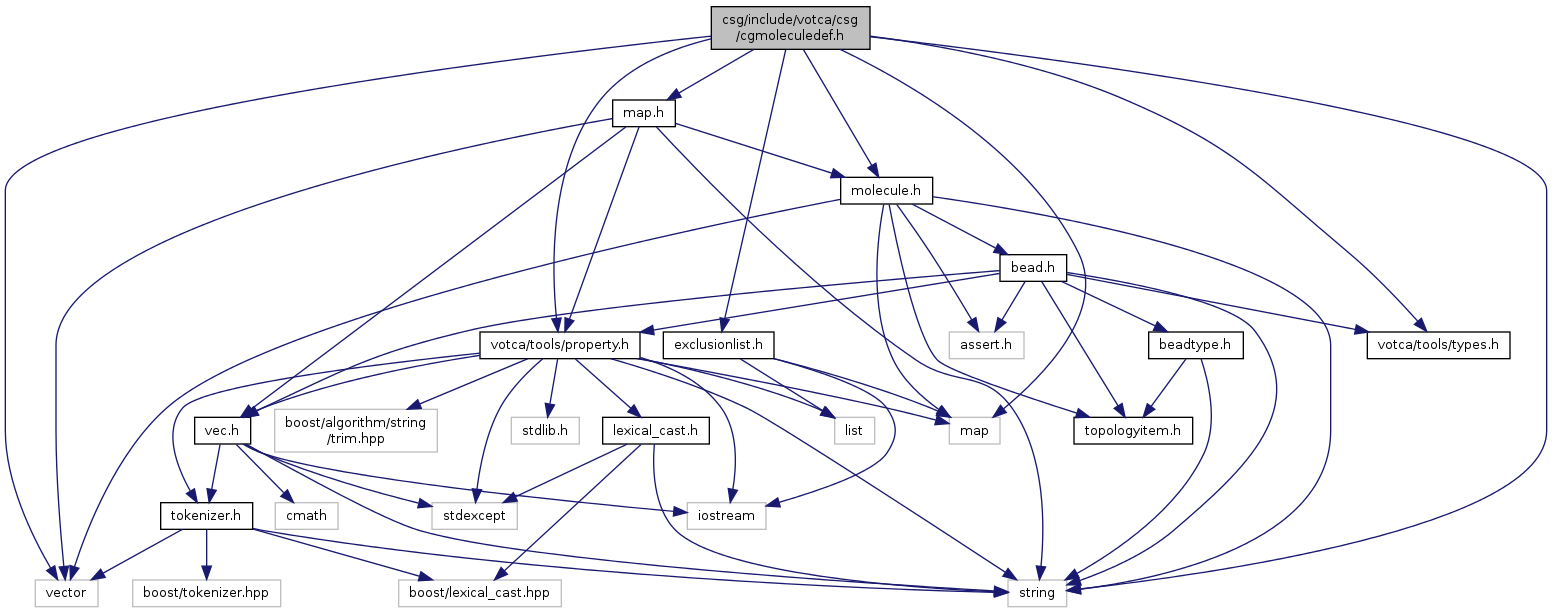 csg/include/votca/csg
/cgmoleculedef.h
map.h
molecule.h
bead.h
votca/tools/property.h
exclusionlist.h
assert.h
beadtype.h
votca/tools/types.h
vec.h
boost/algorithm/string
/trim.hpp
stdlib.h
lexical_cast.h
list
map
topologyitem.h
tokenizer.h
cmath
stdexcept
iostream
vector
boost/tokenizer.hpp
boost/lexical_cast.hpp
string